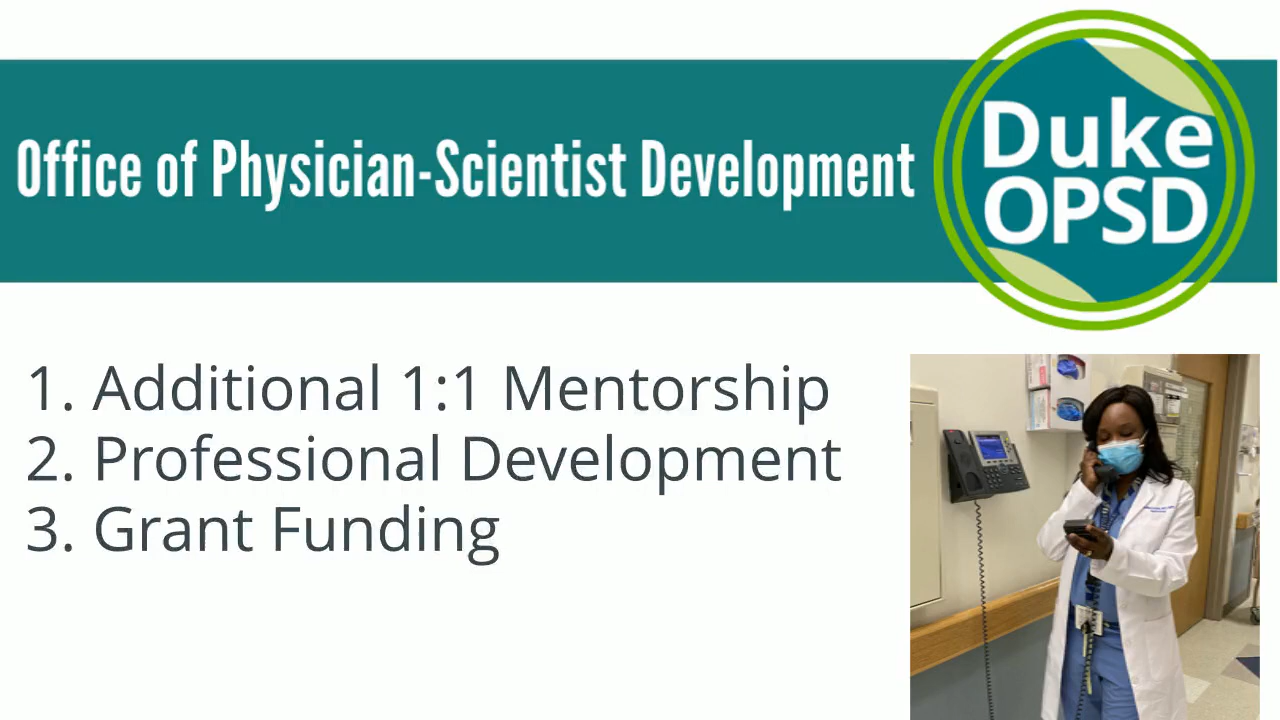 Office of Physician-Scientist Development
Duke
OPSD
1. Additional 1:1 Mentorship
2. Professional Development
3. Grant Funding